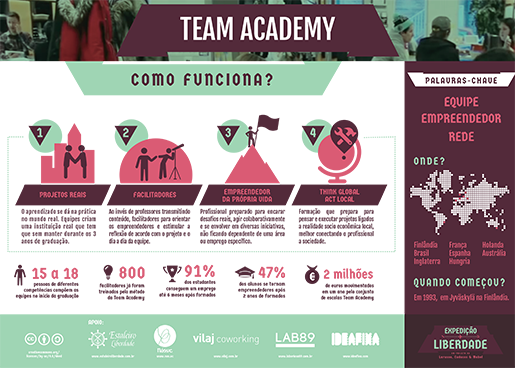 TEAM ACADEMY
COMO FUNCIONA?
1
PROJETOS REAIS
O aprendizado se dá na prática
no mundo real. Equipes criam
uma instituição real que tem
que sem manter durante os 3
anos de graduação.
2
FACILITADORES
Ao invés de professores transmitindo
conteúdo, facilitadores para orientar
os empreendedores e estimular a
reflexão de acordo com o projeto e o
dia a dia da equipe.
3
EMPREENDEDOR
DA PRÓPRIA VIDA
Profissional preparado para encarar
desafios reais, agir colaborativamente
e se envolver em diversas iniciativas,
não ficando dependente de uma área
ou emprego específico.
4
THINK GLOBAL
ACT LOCAL
Formação que prepara para
pensar e executar projetos ligados
a realidade socio econômica local,
melhor conectando o profissional
a sociedade.
15 a 18
pessoas de diferentes
competências compõem as
equipes no início da graduação
800
facilitadores já foram
treinados pelo método
do Team Academy
91%
dos estudantes
conseguem um emprego
até 6 meses após formados
47%
dos alunos se tornam
empreendedores após
2 anos de formados
2 milhões
de euros movimentados
em um ano pelo conjunto
de escolas Team Academy
PALAVRAS-CHAVE
EQUIPE
EMPREENDEDOR
REDE
ONDE?
Finlândia França Holanda
Brasil Espanha Austrália
Inglaterra Hungria
QUANDO COMEÇOU?
Em 1993, em Jyväskylä na Finlândia.
APOIO:
Estaleiro
Liberdade
vilaj coworking
LAB89
IDEAFIXA
EXPEDIÇÃO
LIBERDADE